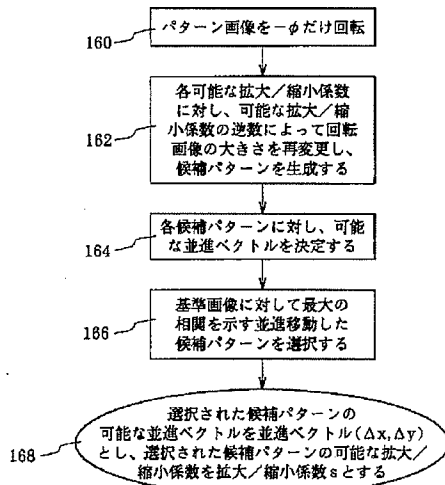 パターン画像を－φだけ回転
160
各可能な拡大／縮小係数
に対し、可能な拡大／縮
小係数の逆数によって回転
画像の大きさを再変更し、
候補パターンを生成する
162
各候補パターンに対し、可能
な並進ベクトルを決定する
164
基準画像に対して最大の
相関を示す並進移動した
候補パターンを選択する
166
選択された候補パターンの
可能な並進ベクトルを並進ベクトル(Δx,Δy)
とし、選択された候補パターンの可能な拡大／
縮小係数を拡大／縮小係数sとする
168